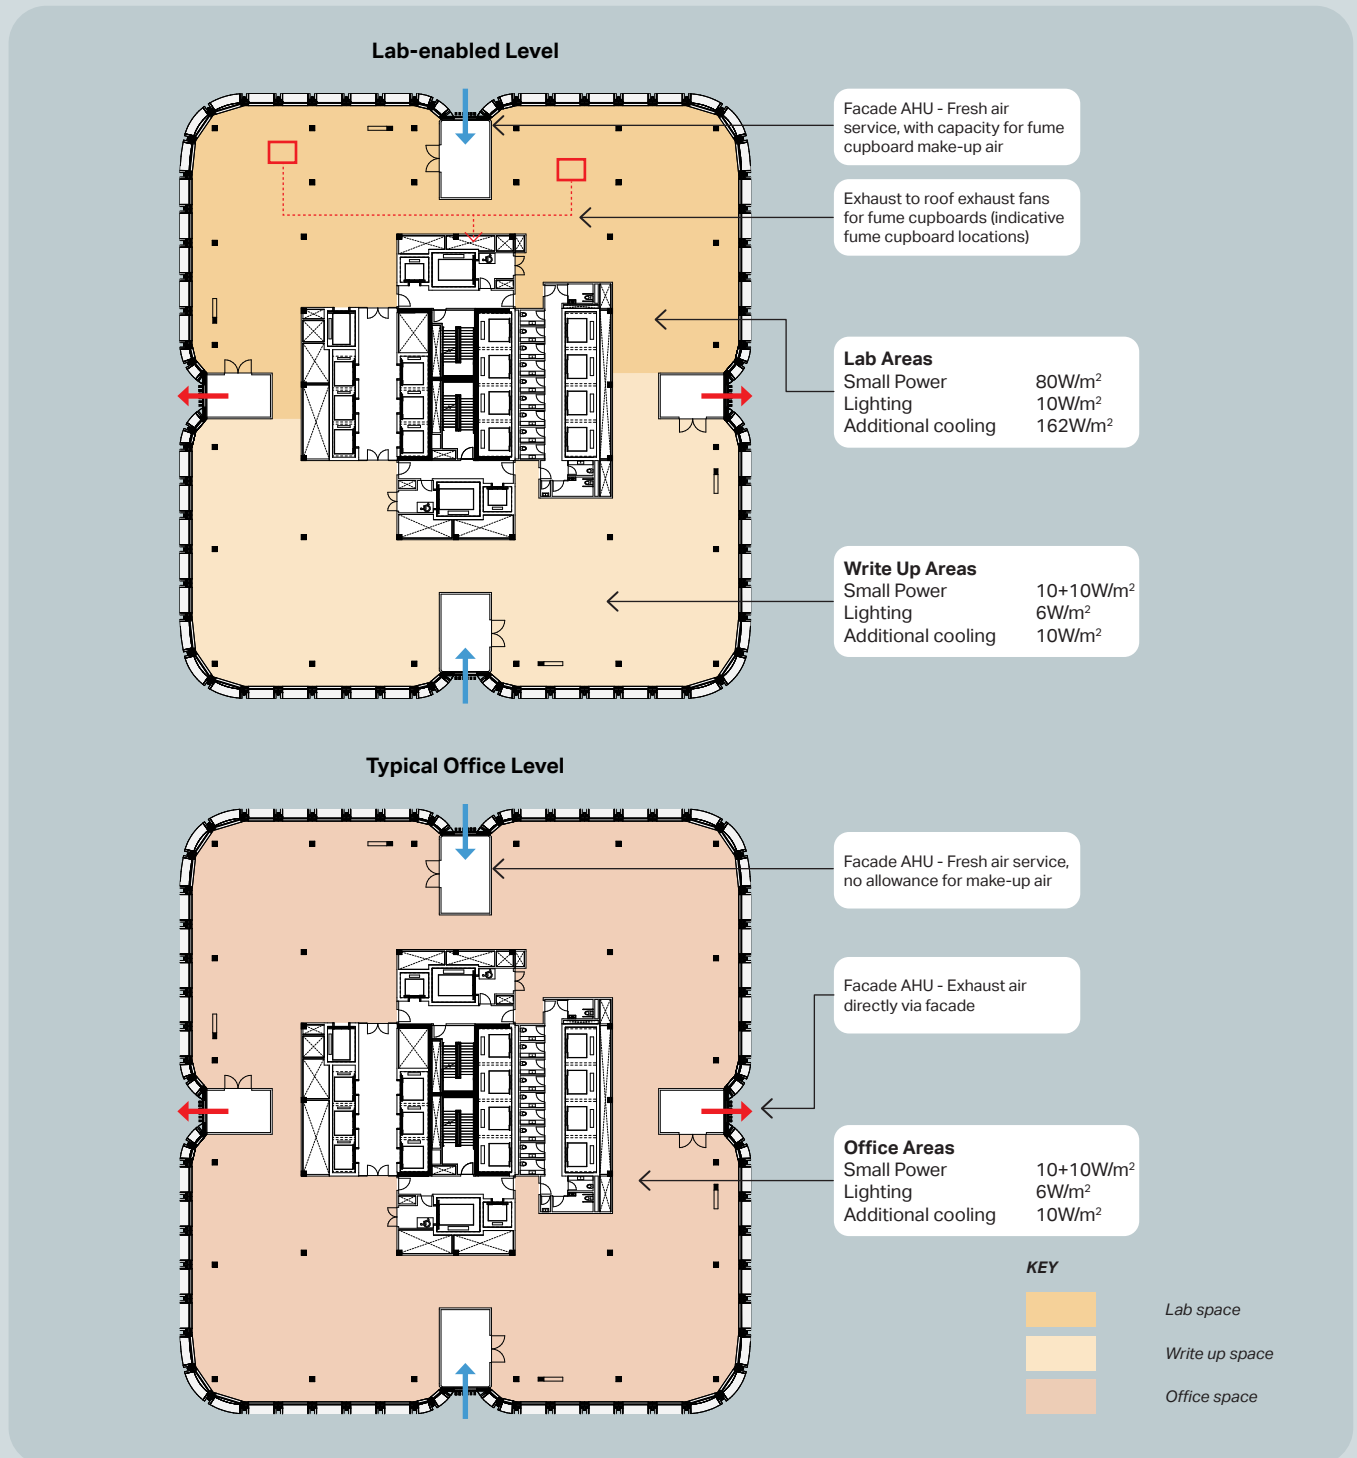 Lab-enabled Level
Facade AHU - Fresh air
service, with capacity for fume
cupboard make-up air
Exhaust to roof exhaust fans
for fume cupboards (indicative
fume cupboard locations)
Lab Areas
Small Power 80W/m²
Lighting 10W/m²
Additional cooling 162W/m²
Write Up Areas
Small Power 10+10W/m²
Lighting 6W/m²
Additional cooling 10W/m²
Typical Office Level
Facade AHU - Fresh air service,
no allowance for make-up air
Facade AHU - Exhaust air
directly via facade
Office Areas
Small Power 10+10W/m²
Lighting 6W/m²
Additional cooling 10W/m²
KEY
Lab space
Write up space
Office space